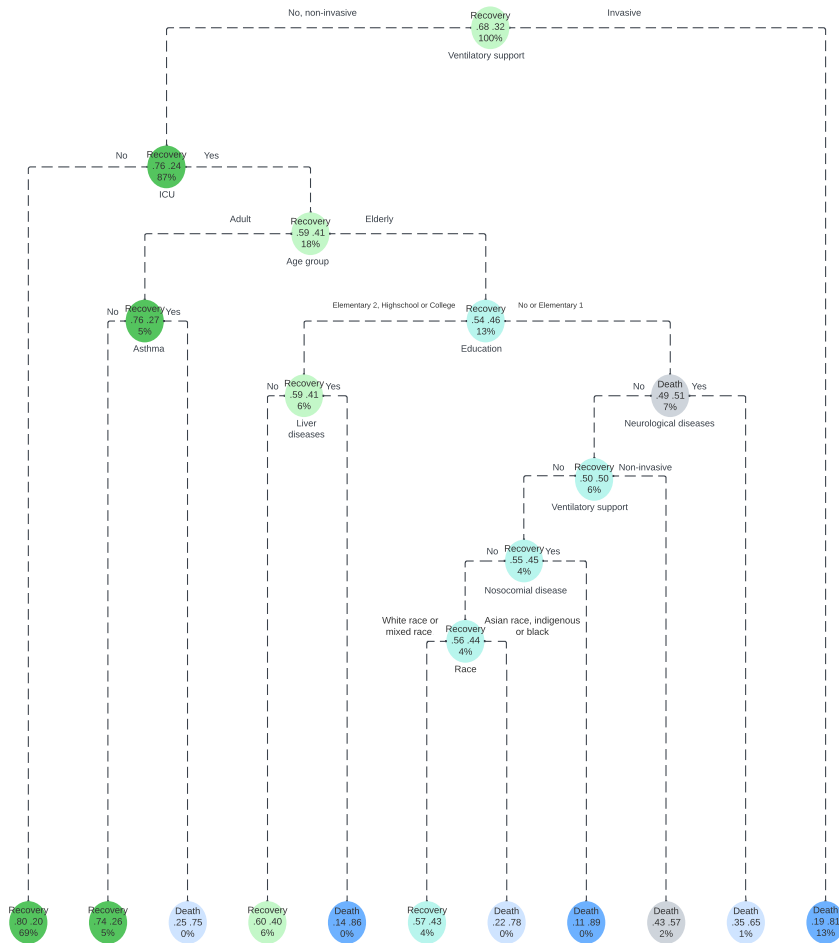 No, non-invasive
Recovery
.68 .32
100%
Ventilatory support
Invasive
No
Recovery
.76 .24
87%
ICU
Yes
Adult
Recovery
.59 .41
18%
Age group
Elderly
No
Recovery
.76 .27
5%
Asthma
Yes
Elementary 2, Highschool or College
Recovery
.54 .46
13%
Education
No or Elementary 1
No
Recovery
.59 .41
6%
Liver
diseases
Yes
No
Death
.49 .51
7%
Neurological diseases
Yes
No
Recovery
.50 .50
6%
Ventilatory support
Non-invasive
No
Recovery
.55 .45
4%
Nosocomial disease
Yes
White race or
mixed race
Recovery
.56 .44
4%
Race
Asian race, indigenous
or black
Recovery
.80 .20
69%
Recovery
.74 .26
5%
Death
.25 .75
0%
Recovery
.60 .40
6%
Death
.14 .86
0%
Recovery
.57 .43
4%
Death
.22 .78
0%
Death
.11 .89
0%
Death
.43 .57
2%
Death
.35 .65
1%
Death
.19 .81
13%